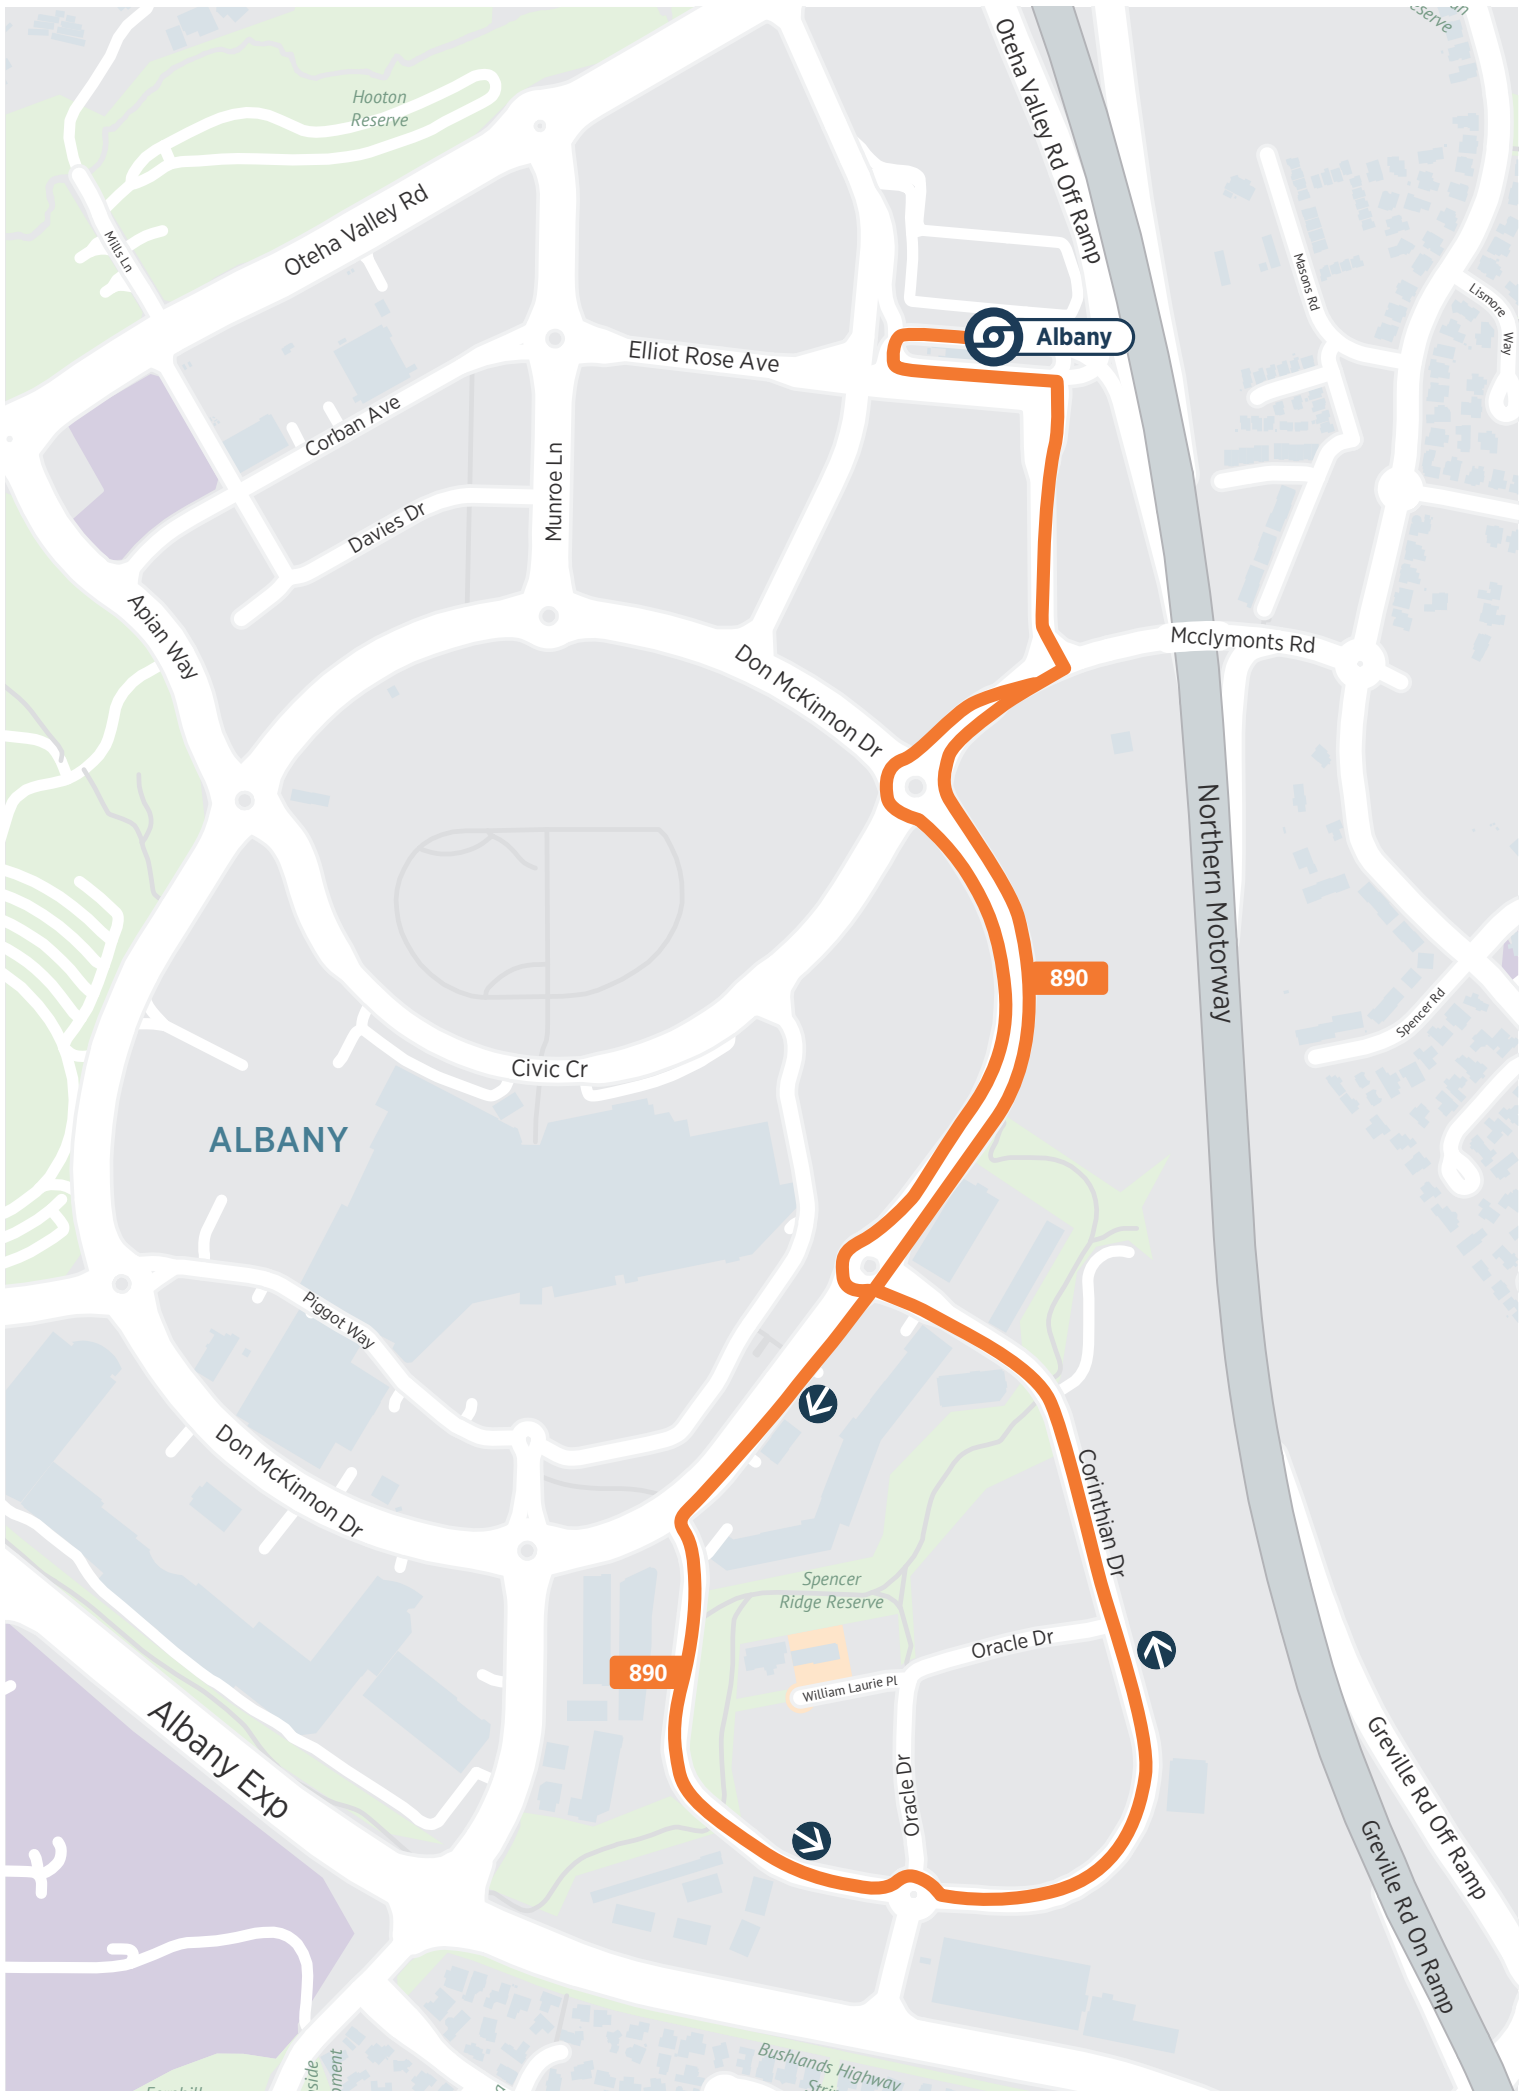 Reserve
Oteha Valley Rd Off Ramp
Hooton
Reserve
Oteha Valley Rd
Mills Ln
Masons Rd
Lismore
Way
Albany
Elliot Rose Ave
Corban Ave
Munroe Ln
Davies Dr
Apian Way
Mcclymonts Rd
Don McKinnon Dr
Northern Motorway
890
Spencer Rd
Civic Cr
ALBANY
Piggot Way
Don McKinnon Dr
Corinthian Dr
Spencer
Ridge Reserve
Oracle Dr
890
William Laurie Pl
Albany Exp
Oracle Dr
Greville Rd Off Ramp
Greville Rd On Ramp
Bushlands Highway